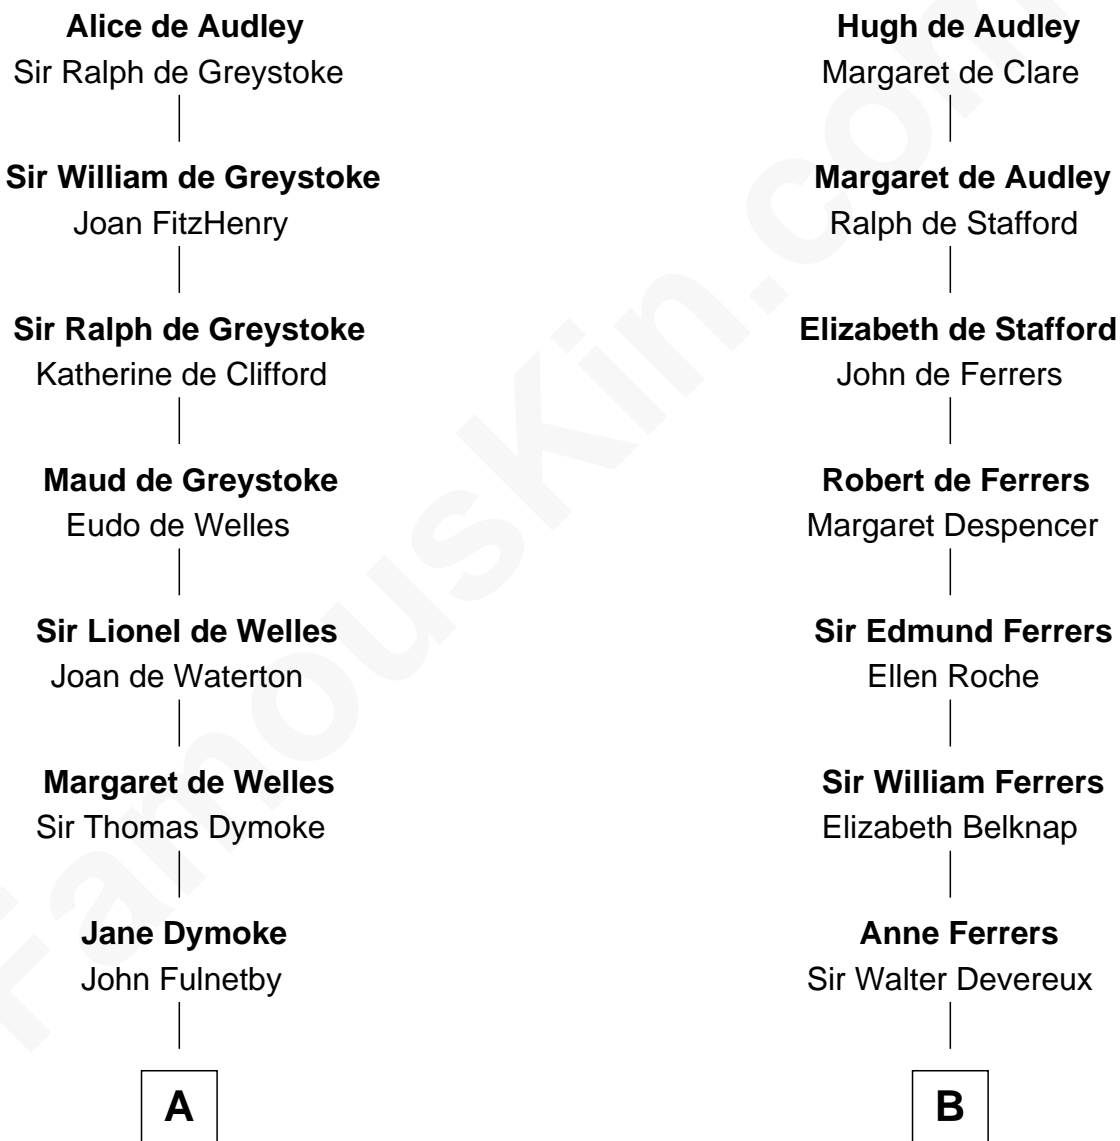 Alice de Audley
Sir Ralph de Greystoke
Sir William de Greystoke
Joan FitzHenry
Sir Ralph de Greystoke
Katherine de Clifford
Maud de Greystoke
Eudo de Welles
Sir Lionel de Welles
Joan de Waterton
Margaret de Welles
Sir Thomas Dymoke
Jane Dymoke
John Fulnetby
A
Hugh de Audley
Margaret de Clare
Margaret de Audley
Ralph de Stafford
Elizabeth de Stafford
John de Ferrers
Robert de Ferrers
Margaret Despencer
Sir Edmund Ferrers
Ellen Roche
Sir William Ferrers
Elizabeth Belknap
Anne Ferrers
Sir Walter Devereux
B
FamousKin.com